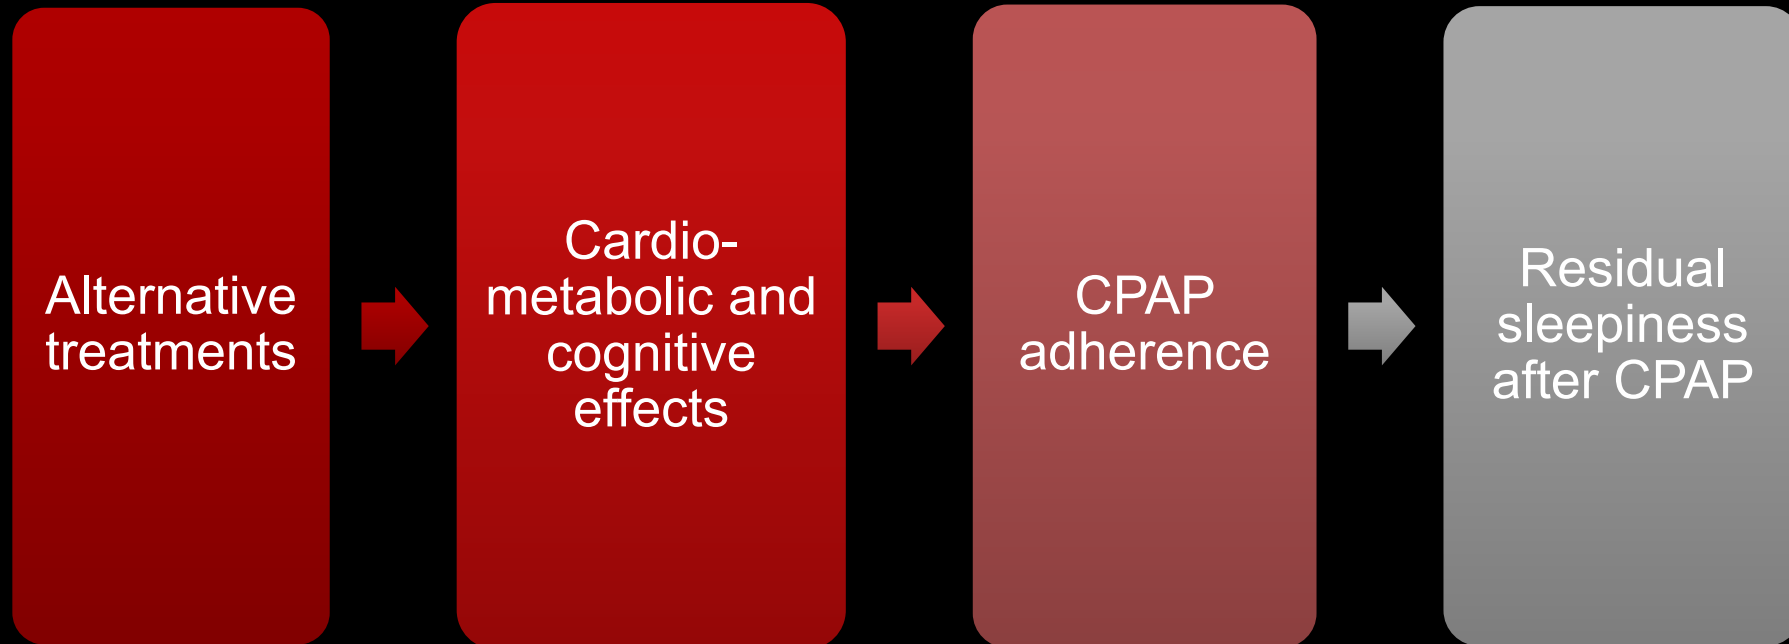 Alternative
treatments
Cardio-
metabolic and
cognitive
effects
CPAP
adherence
Residual
sleepiness
after CPAP